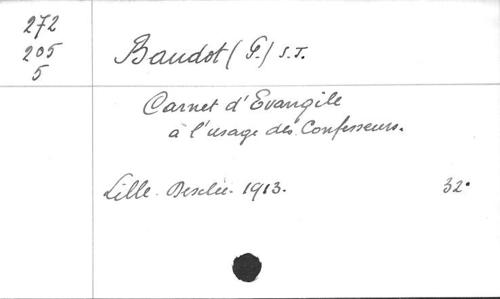 272
205
5
Baudot (P.) S.J.
Carnet d'Evangile
à l'usage des Confesseurs.
Lille. Desclée. 1913. 32°